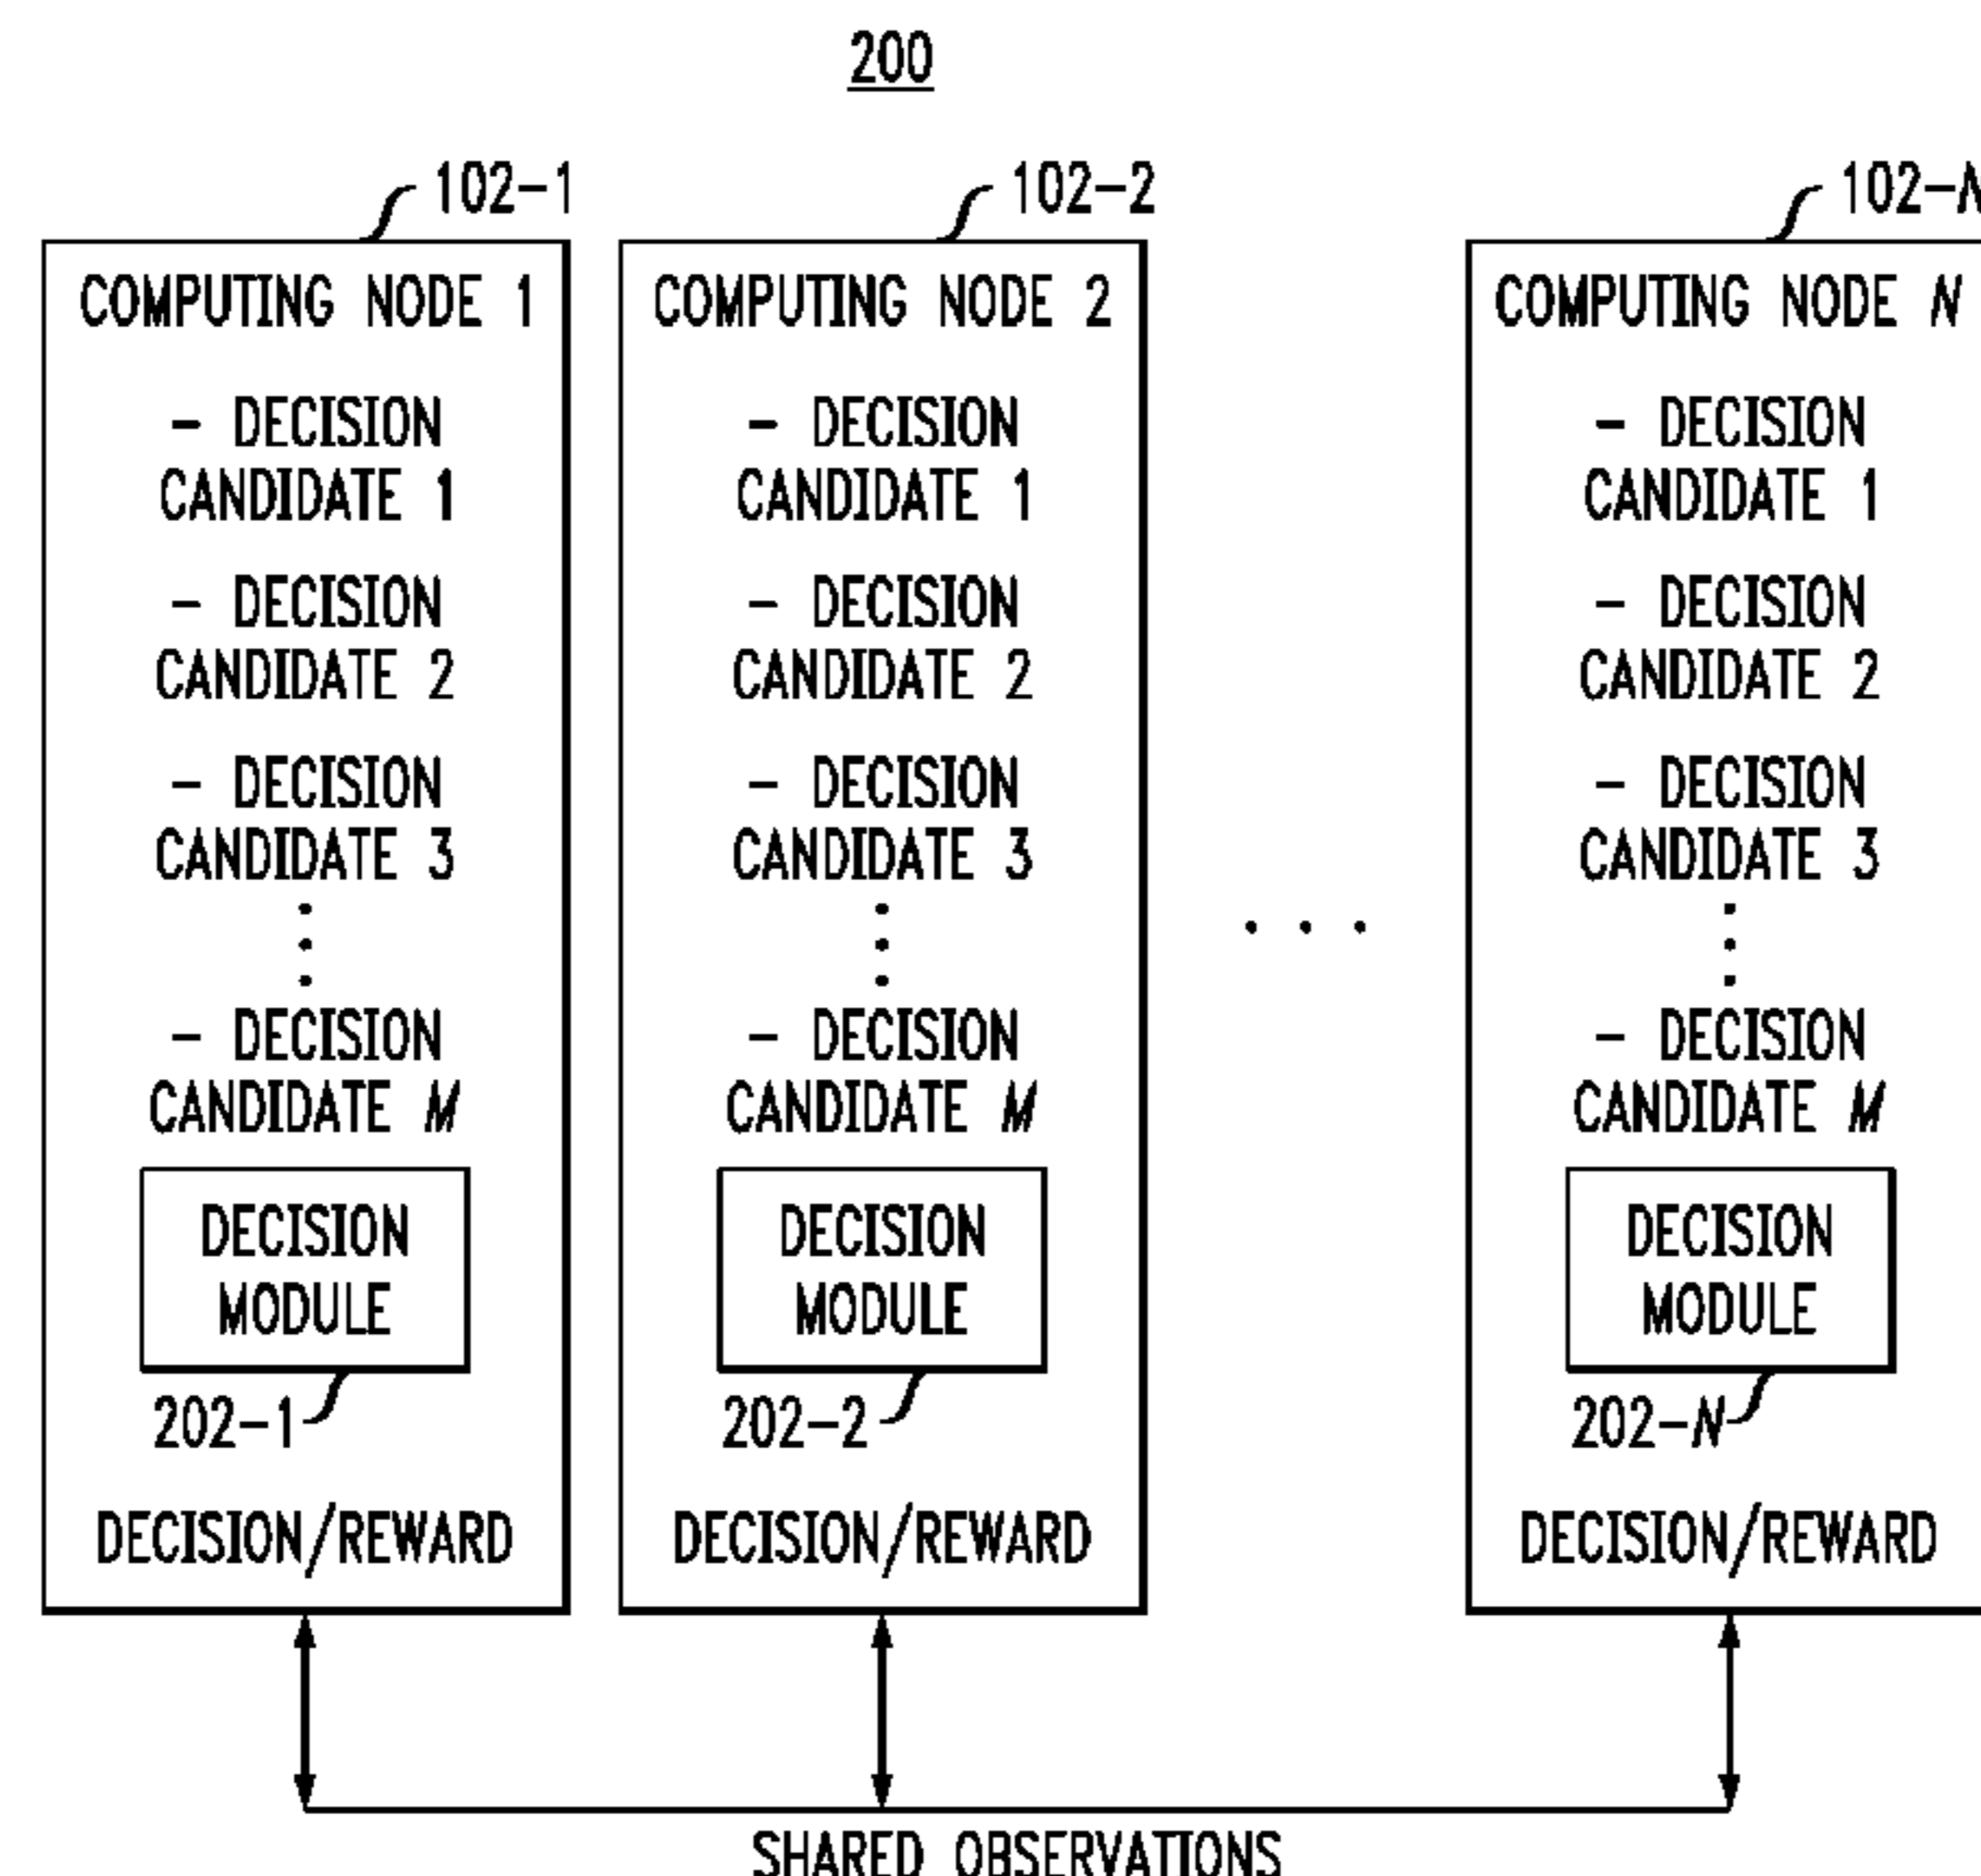 200
102-1
102-2
102-N
COMPUTING NODE 1
- DECISION
CANDIDATE 1
- DECISION
CANDIDATE 2
- DECISION
CANDIDATE 3
- DECISION
CANDIDATE M
DECISION
MODULE
202-1
DECISION/REWARD
COMPUTING NODE 2
- DECISION
CANDIDATE 1
- DECISION
CANDIDATE 2
- DECISION
CANDIDATE 3
- DECISION
CANDIDATE M
DECISION
MODULE
202-2
DECISION/REWARD
. . .
COMPUTING NODE N
- DECISION
CANDIDATE 1
- DECISION
CANDIDATE 2
- DECISION
CANDIDATE 3
- DECISION
CANDIDATE M
DECISION
MODULE
202-N
DECISION/REWARD
SHARED OBSERVATIONS